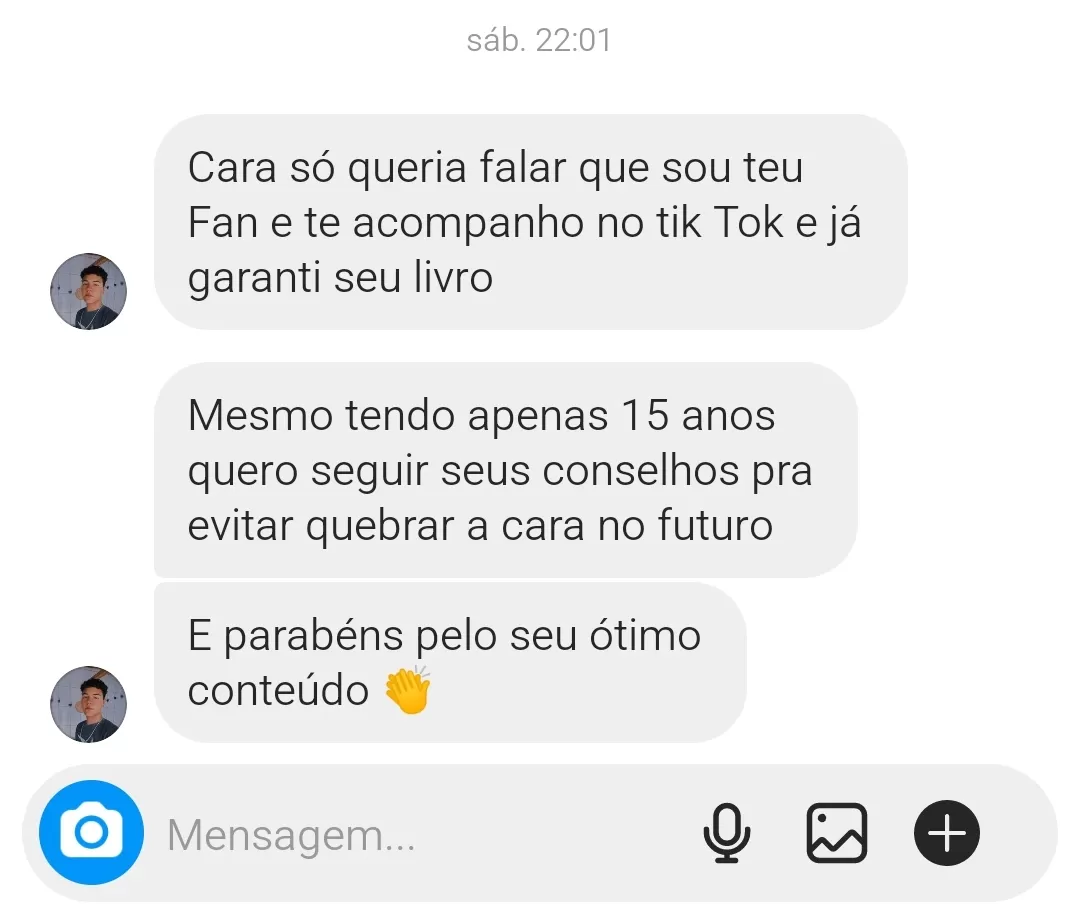 sáb. 22:01
Cara só queria falar que sou teu
Fan e te acompanho no tik Tok e já
garanti seu livro
Mesmo tendo apenas 15 anos
quero seguir seus conselhos pra
evitar quebrar a cara no futuro
E parabéns pelo seu ótimo
conteúdo 👏
Mensagem...